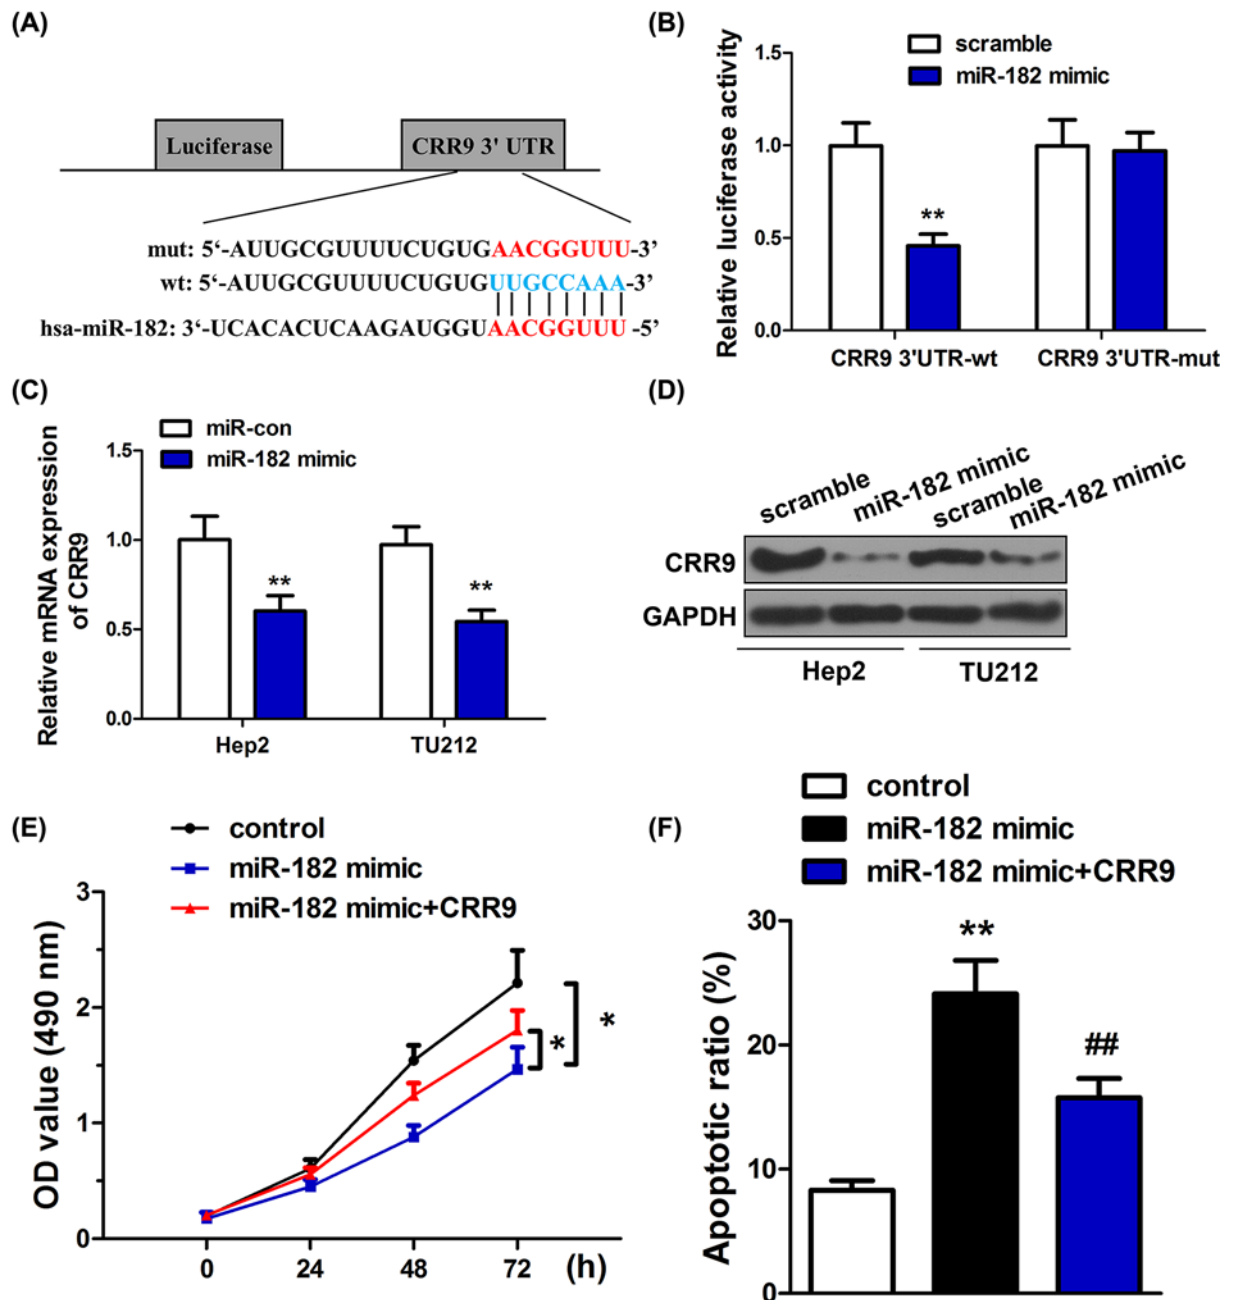 (A)
Luciferase
CRR9 3' UTR
mut: 5‘-AUUGCGUUUUCUGUGAACGGUUU-3’
wt: 5‘-AUUGCGUUUUCUGUGUUGCCAAA-3’
hsa-miR-182: 3‘-UCACACUCAAGAUGGUAACGGUUU -5’
(B)
scramble
miR-182 mimic
Relative luciferase activity
1.5
1.0
0.5
0.0
**
CRR9 3'UTR-wt
CRR9 3'UTR-mut
(C)
miR-con
miR-182 mimic
Relative mRNA expression
of CRR9
1.5
1.0
0.5
0.0
**
**
Hep2
TU212
(D)
scramble
miR-182 mimic
scramble
miR-182 mimic
CRR9
GAPDH
Hep2
TU212
(E)
control
miR-182 mimic
miR-182 mimic+CRR9
OD value (490 nm)
3
2
1
0
*
*
0
24
48
72
(h)
(F)
control
miR-182 mimic
miR-182 mimic+CRR9
Apoptotic ratio (%)
30
20
10
0
**
##